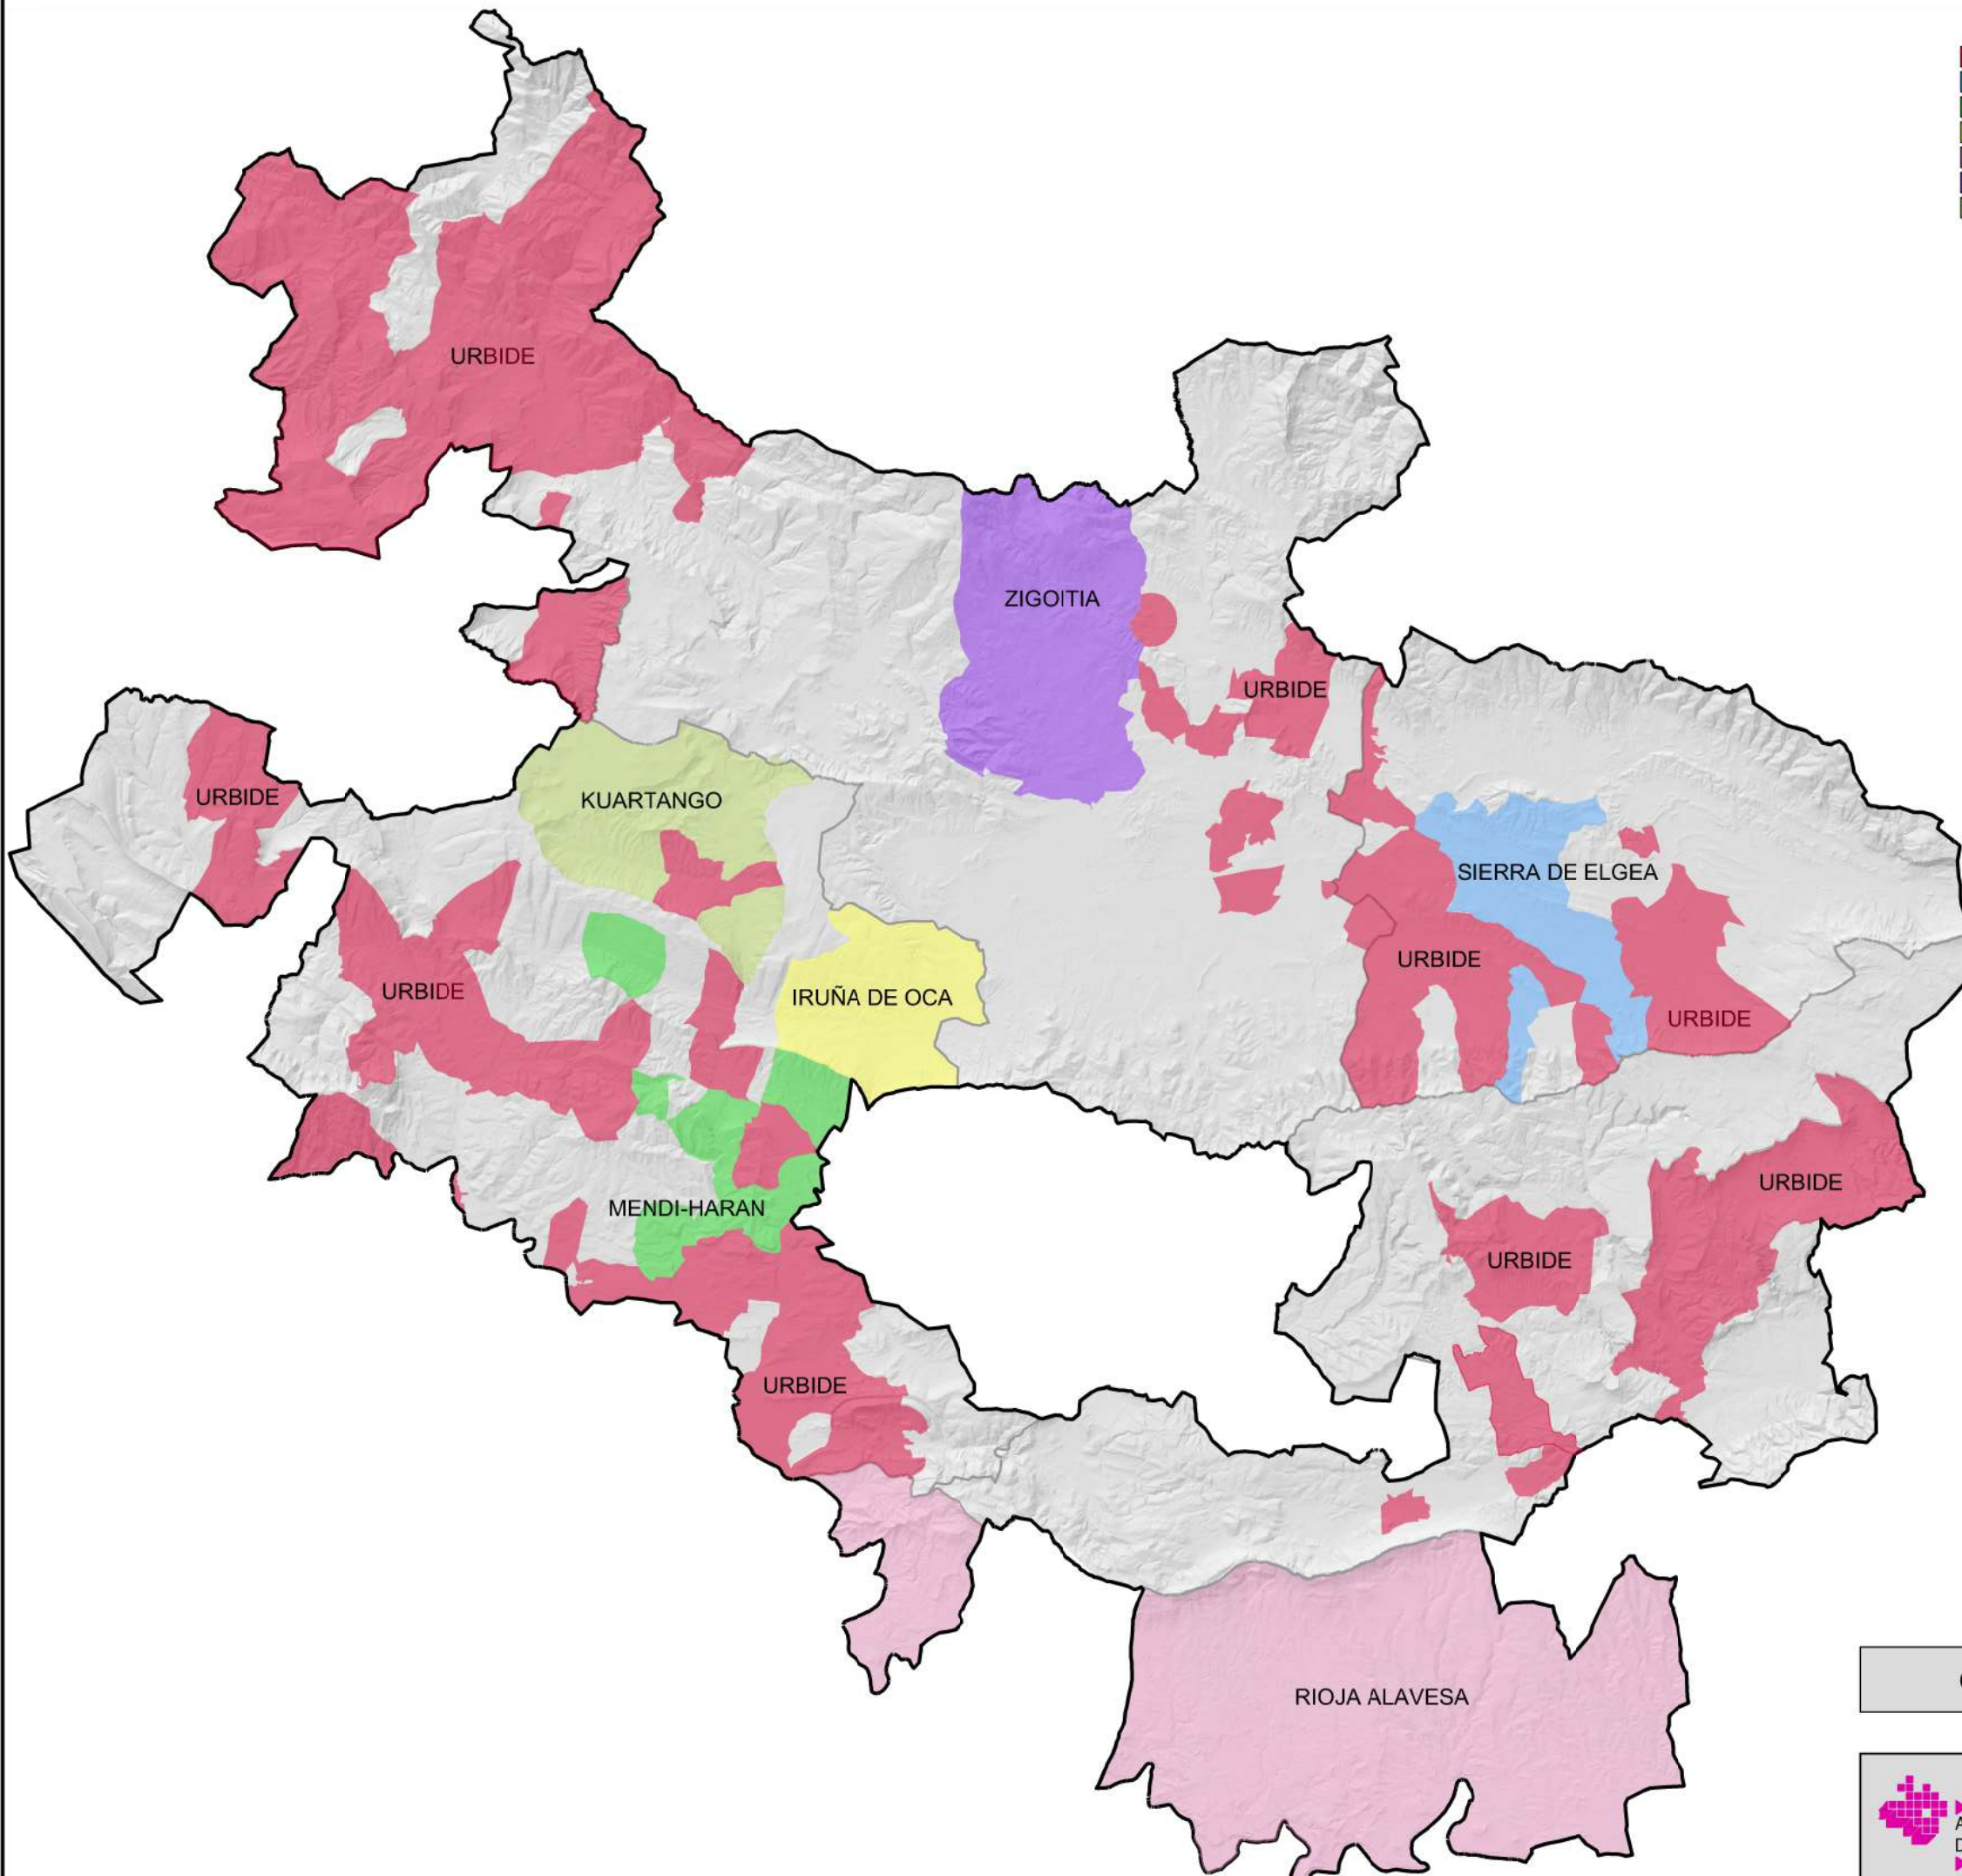 URBIDE
ZIGOITIA
URBIDE
URBIDE
KUARTANGO
SIERRA DE ELGEA
URBIDE
URBIDE
IRUÑA DE OCA
URBIDE
URBIDE
MENDI-HARAN
URBIDE
URBIDE
RIOJA ALAVESA